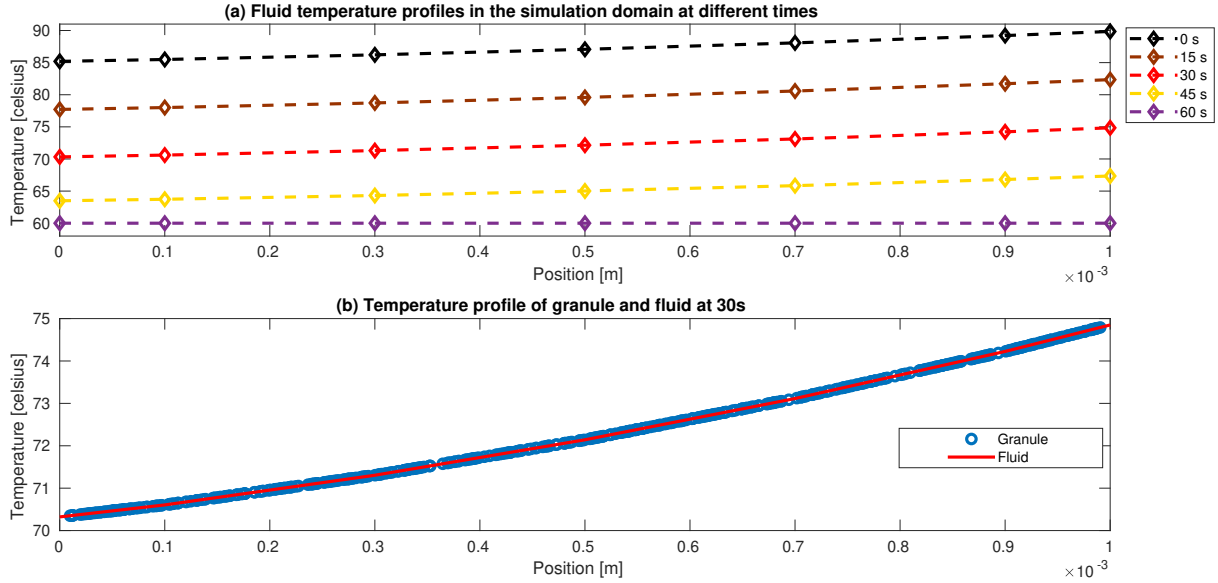 (a) Fluid temperature profiles in the simulation domain at different times
90
85
80
75
70
65
60
Temperature [celsius]
0 0.1 0.2 0.3 0.4 0.5 0.6 0.7 0.8 0.9 1
Position [m]
×10⁻³
0 s
15 s
30 s
45 s
60 s
(b) Temperature profile of granule and fluid at 30s
75
74
73
72
71
70
Temperature [celsius]
Granule
Fluid
0 0.1 0.2 0.3 0.4 0.5 0.6 0.7 0.8 0.9 1
Position [m]
×10⁻³